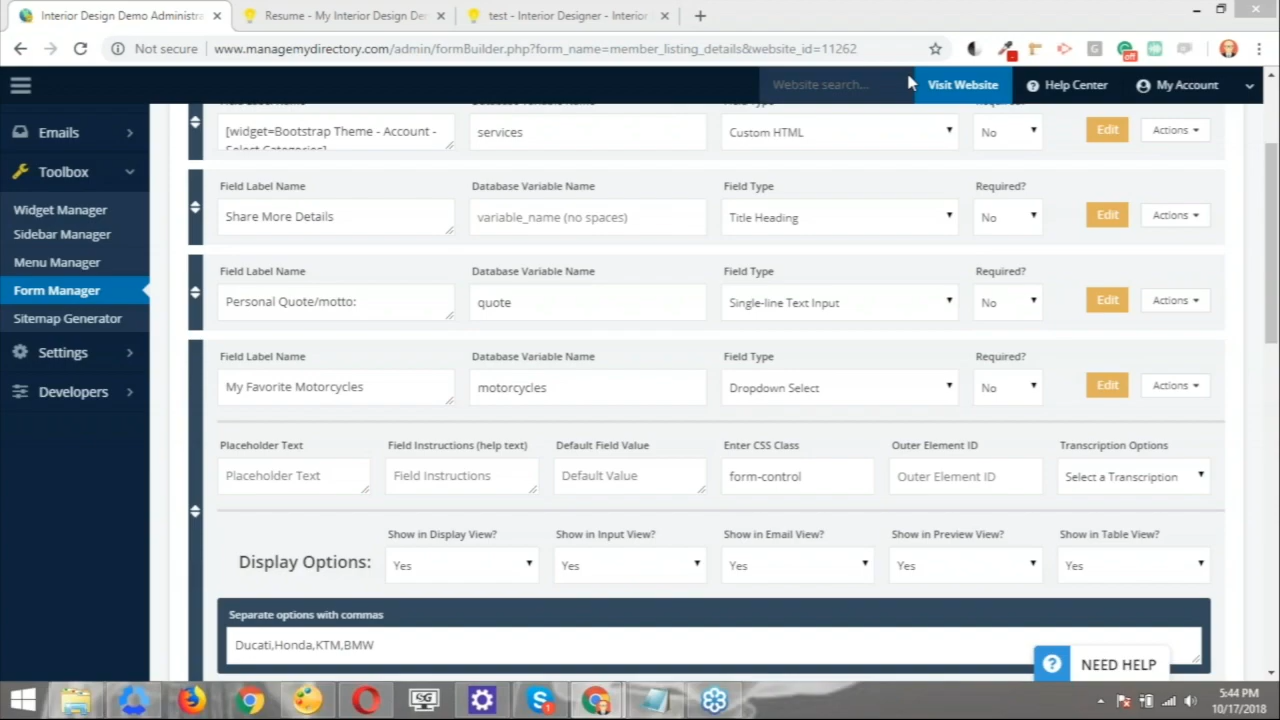 Interior Design Demo Administra
Resume - My Interior Design De
test - Interior Designer - Interior
Not secure
www.managemydirectory.com/admin/formBuilder.php?form_name=member_listing_details&website_id=11262
off
Website search...
Visit Website
Help Center
My Account
Emails
Toolbox
Widget Manager
Sidebar Manager
Menu Manager
Form Manager
Sitemap Generator
Settings
Developers
[widget=Bootstrap Theme - Account -
services
Custom HTML
No
Edit
Actions
Field Label Name
Database Variable Name
Field Type
Required?
Share More Details
variable_name (no spaces)
Title Heading
No
Edit
Actions
Field Label Name
Database Variable Name
Field Type
Required?
Personal Quote/motto:
quote
Single-line Text Input
No
Edit
Actions
Field Label Name
Database Variable Name
Field Type
Required?
My Favorite Motorcycles
motorcycles
Dropdown Select
No
Edit
Actions
Placeholder Text
Field Instructions (help text)
Default Field Value
Enter CSS Class
Outer Element ID
Transcription Options
Placeholder Text
Field Instructions
Default Value
form-control
Outer Element ID
Select a Transcription
Show in Display View?
Show in Input View?
Show in Email View?
Show in Preview View?
Show in Table View?
Display Options:
Yes
Yes
Yes
Yes
Yes
Separate options with commas
Ducati,Honda,KTM,BMW
? NEED HELP
SG
5:44 PM
10/17/2018